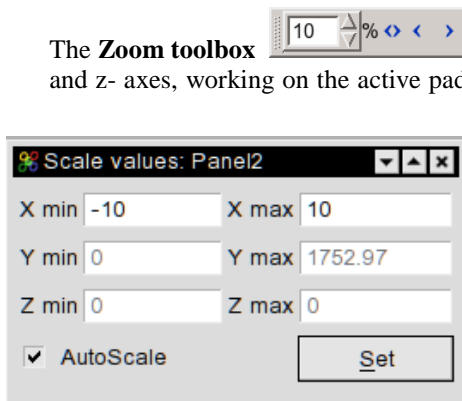 The Zoom toolbox 10 % <> < >
and z- axes, working on the active pad
Scale values: Panel2
X min -10 X max 10
Y min 0 Y max 1752.97
Z min 0 Z max 0
AutoScale Set